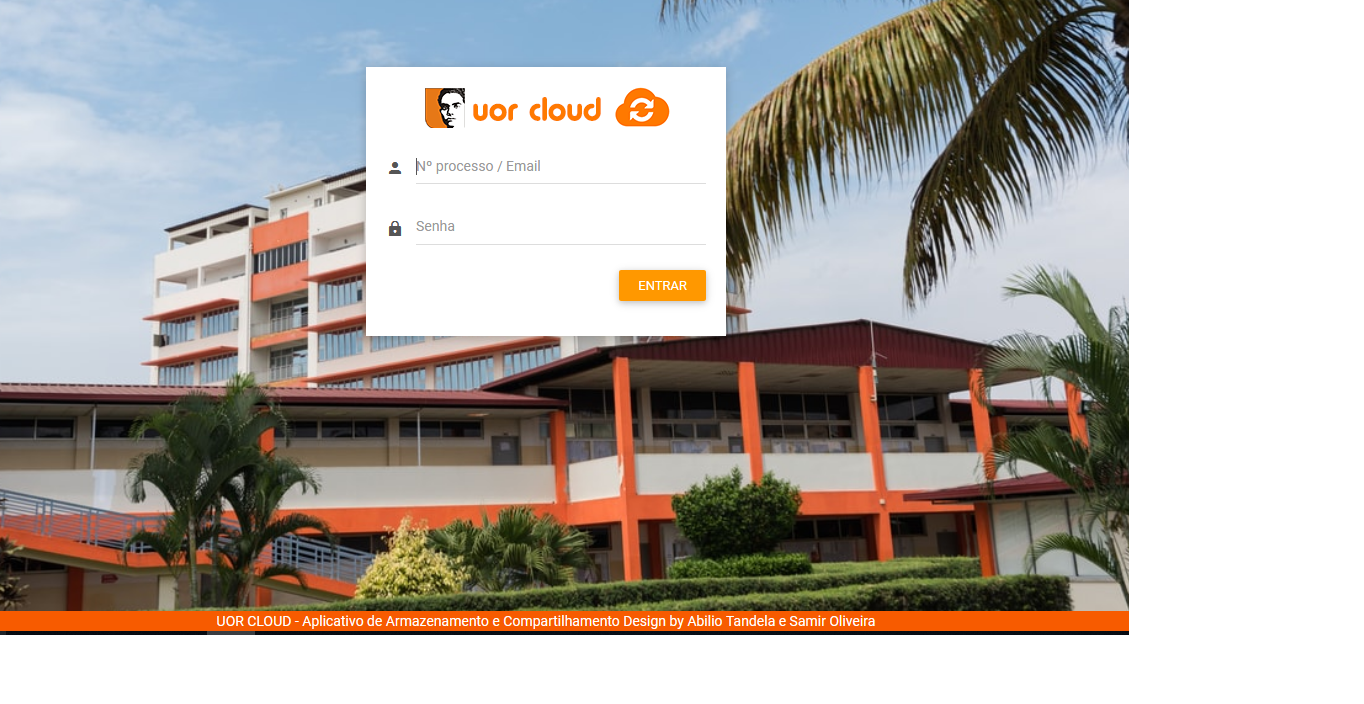 uor cloud
Nº processo / Email
Senha
ENTRAR
UOR CLOUD - Aplicativo de Armazenamento e Compartilhamento Design by Abilio Tandela e Samir Oliveira